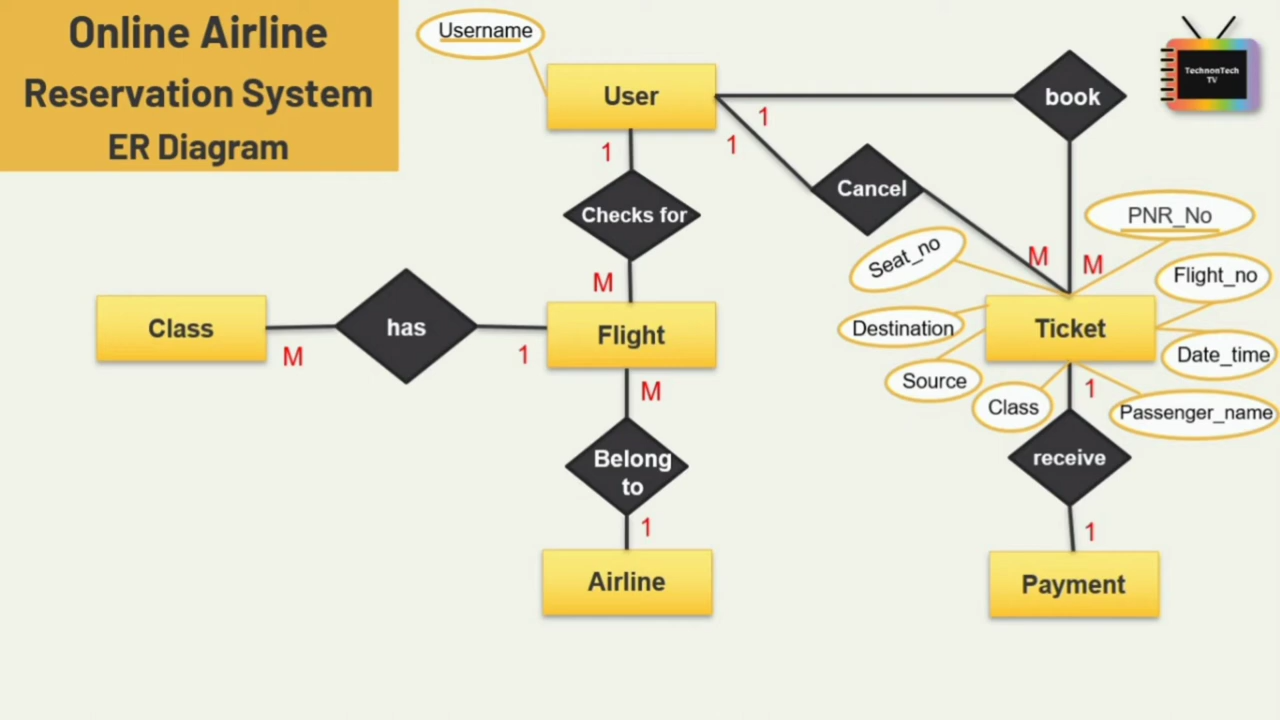 Online Airline
Reservation System
ER Diagram
Username
User
book
TechnonTech
TV
1
1
1
Cancel
Checks for
PNR_No
Seat_no
M
M
Flight_no
M
Class
has
Flight
Destination
Ticket
M
1
Date_time
Source
M
1
Class
Passenger_name
Belong
to
receive
1
1
Airline
Payment